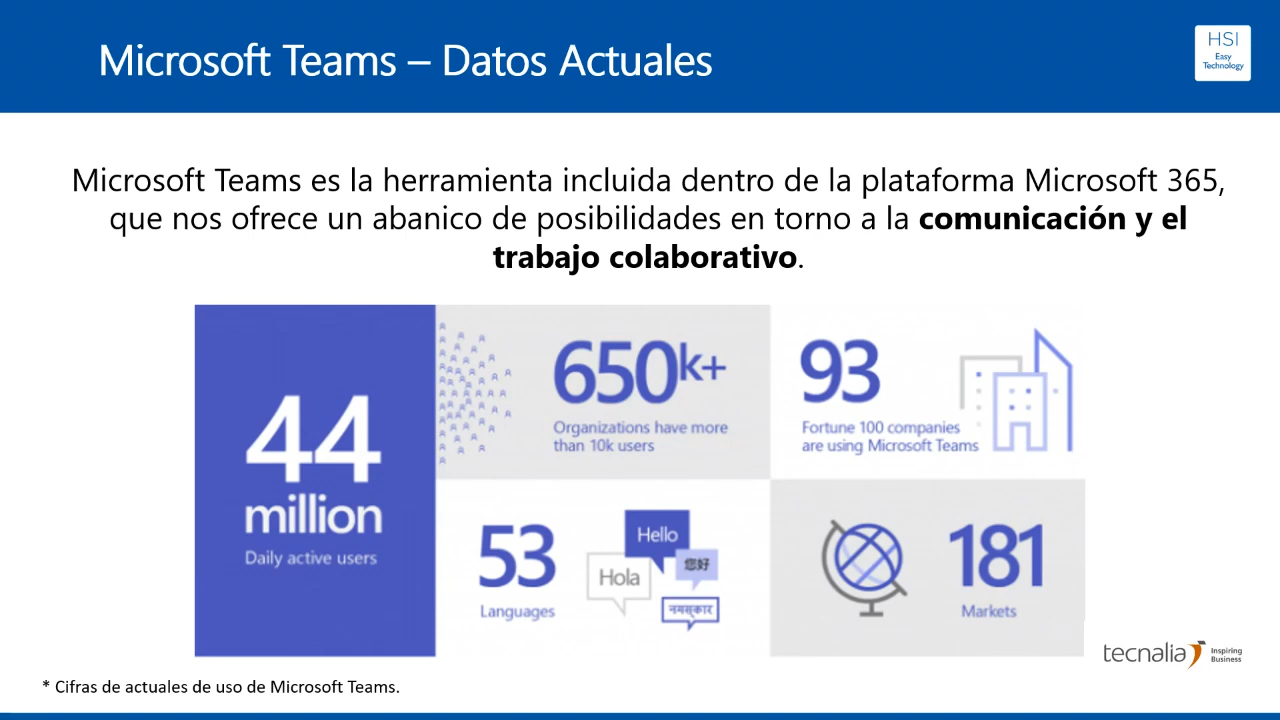 Microsoft Teams – Datos Actuales
HSI
Easy
Technology
Microsoft Teams es la herramienta incluida dentro de la plataforma Microsoft 365,
que nos ofrece un abanico de posibilidades en torno a la comunicación y el
trabajo colaborativo.
44
million
Daily active users
650k+
Organizations have more
than 10k users
93
Fortune 100 companies
are using Microsoft Teams
53
Languages
Hello
Hola
您好
नमस्कार
181
Markets
tecnalia
Inspiring
Business
* Cifras de actuales de uso de Microsoft Teams.